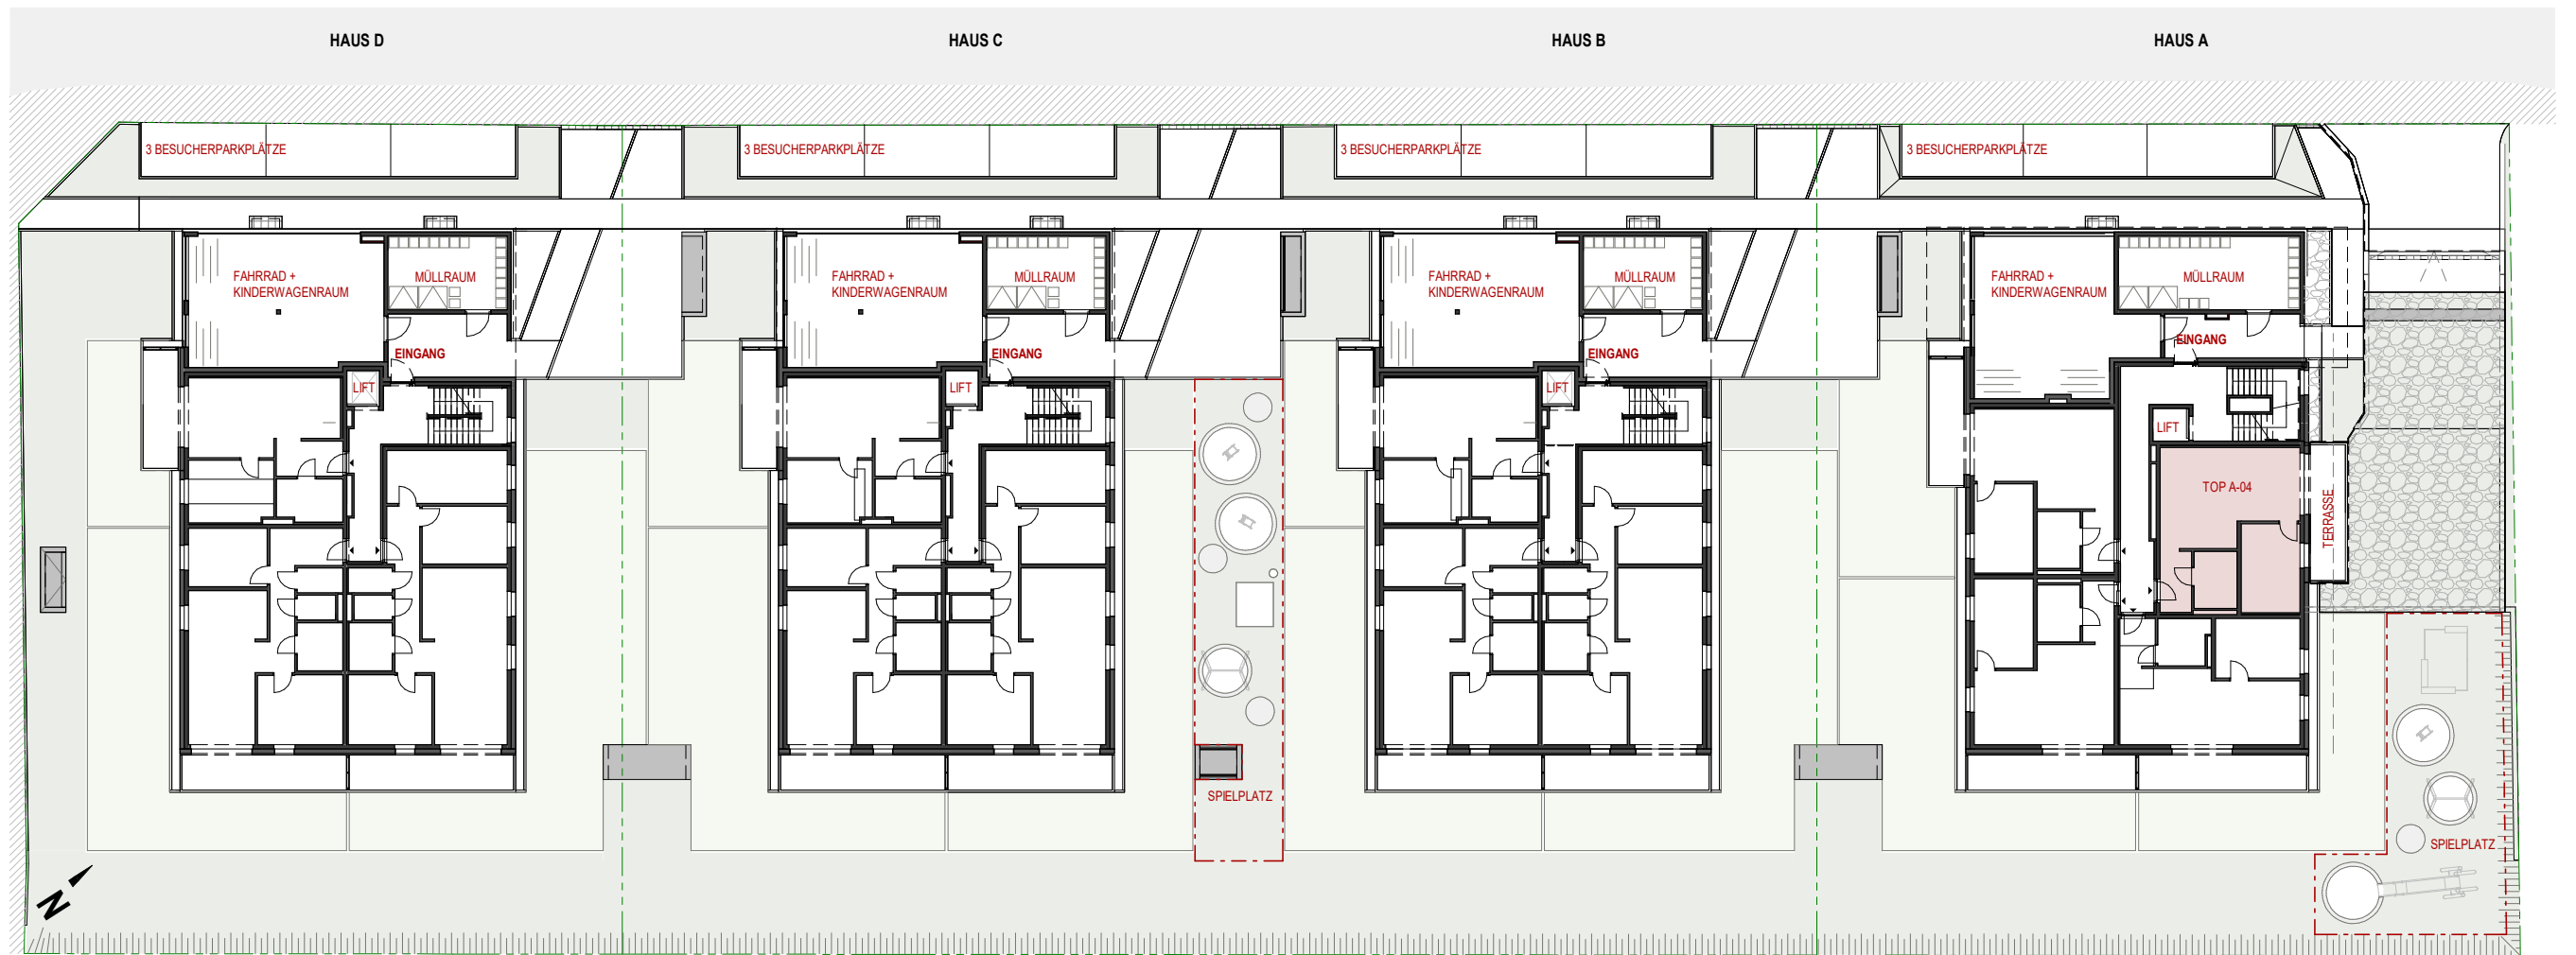 HAUS D
HAUS C
HAUS B
HAUS A
3 BESUCHERPARKPLÄTZE
3 BESUCHERPARKPLÄTZE
3 BESUCHERPARKPLÄTZE
3 BESUCHERPARKPLÄTZE
FAHRRAD +
KINDERWAGENRAUM
MÜLLRAUM
FAHRRAD +
KINDERWAGENRAUM
MÜLLRAUM
FAHRRAD +
KINDERWAGENRAUM
MÜLLRAUM
FAHRRAD +
KINDERWAGENRAUM
MÜLLRAUM
EINGANG
EINGANG
EINGANG
EINGANG
LIFT
LIFT
LIFT
LIFT
TOP A-04
TERRASSE
SPIELPLATZ
SPIELPLATZ
N